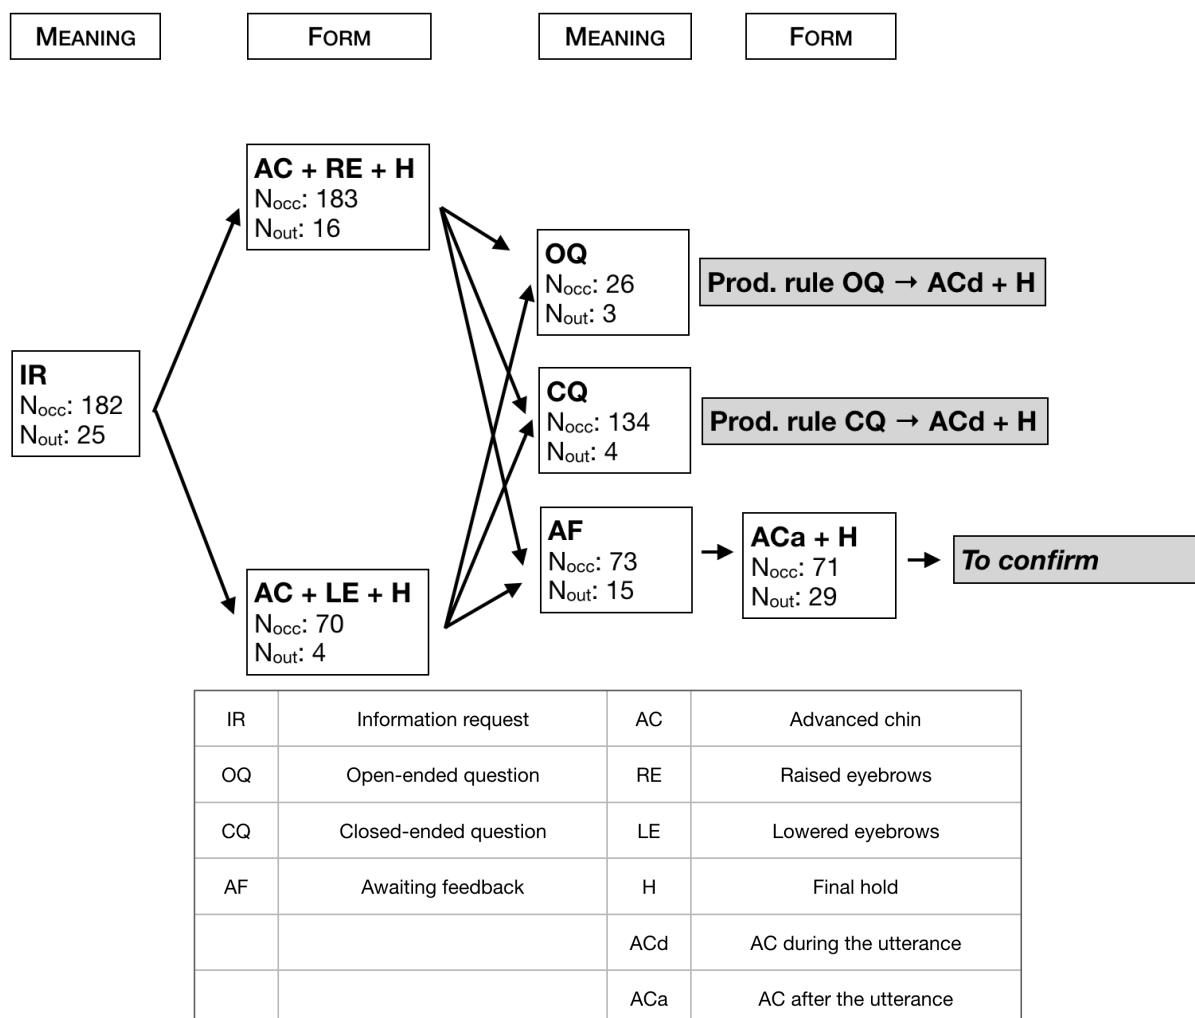 MEANING
FORM
MEANING
FORM
AC + RE + H
Nocc: 183
Nout: 16
OQ
Nocc: 26
Nout: 3
Prod. rule OQ → ACd + H
IR
Nocc: 182
Nout: 25
CQ
Nocc: 134
Nout: 4
Prod. rule CQ → ACd + H
AF
Nocc: 73
Nout: 15
ACa + H
Nocc: 71
Nout: 29
To confirm
AC + LE + H
Nocc: 70
Nout: 4
IR Information request AC Advanced chin
OQ Open-ended question RE Raised eyebrows
CQ Closed-ended question LE Lowered eyebrows
AF Awaiting feedback H Final hold
ACd AC during the utterance
ACa AC after the utterance